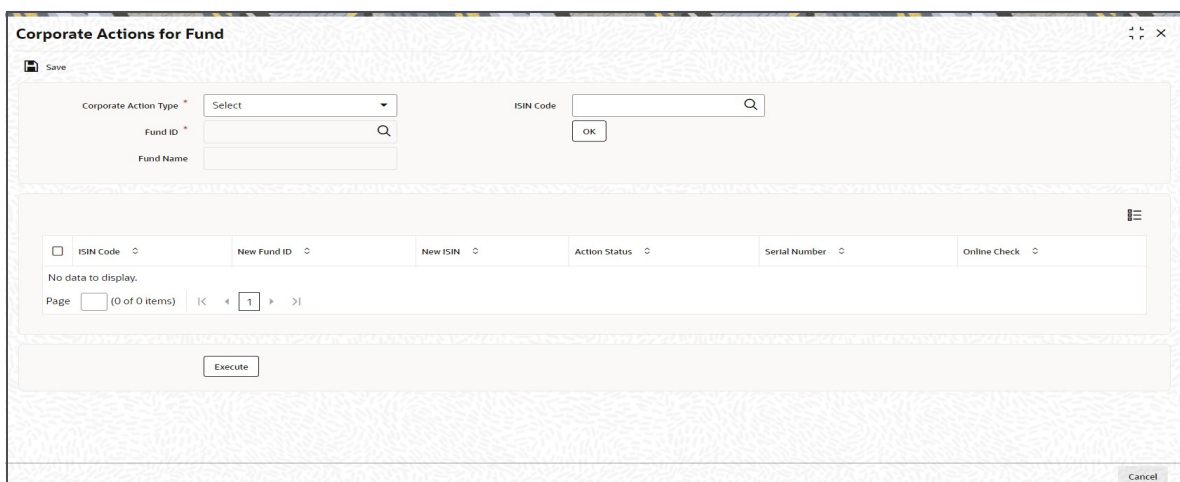 Corporate Actions for Fund
Save
Corporate Action Type * Select ISIN Code
Fund ID * OK
Fund Name
ISIN Code New Fund ID New ISIN Action Status Serial Number Online Check
No data to display.
Page (0 of 0 items) 1
Execute
Cancel